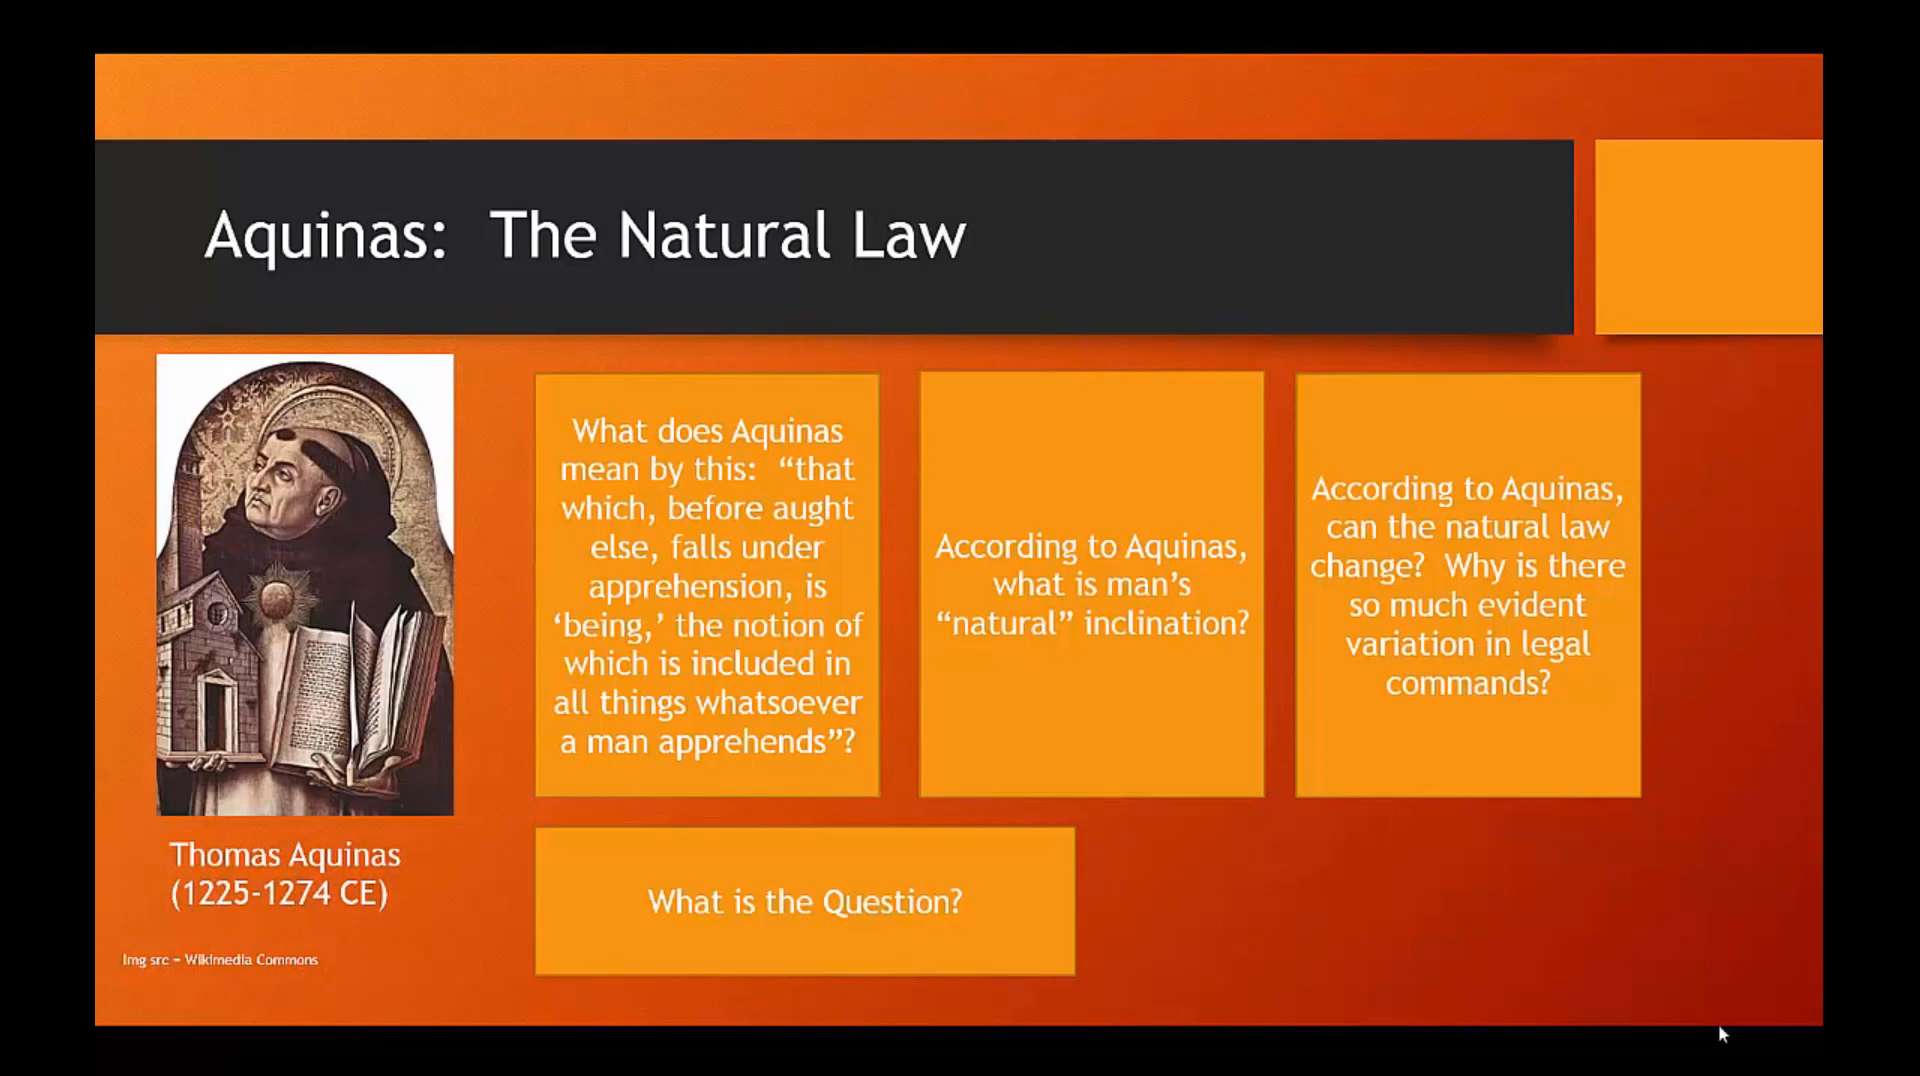 Aquinas: The Natural Law
What does Aquinas
mean by this: “that
which, before aught
else, falls under
apprehension, is
‘being,’ the notion of
which is included in
all things whatsoever
a man apprehends”?
According to Aquinas,
what is man’s
“natural” inclination?
According to Aquinas,
can the natural law
change? Why is there
so much evident
variation in legal
commands?
What is the Question?
Thomas Aquinas
(1225-1274 CE)
Img src – Wikimedia Commons